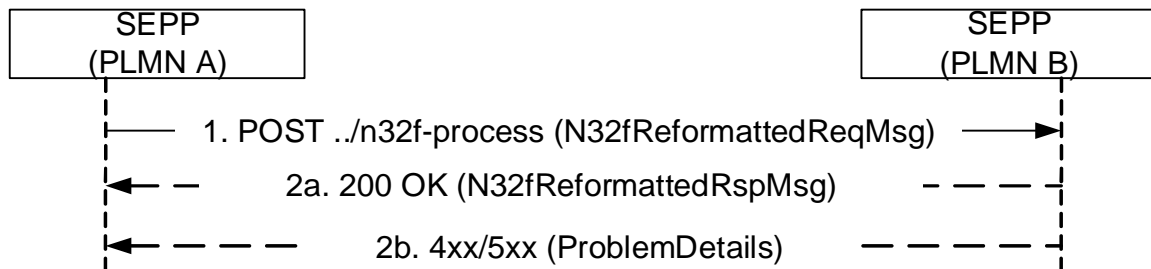 SEPP
(PLMN A)
SEPP
(PLMN B)
1. POST ../n32f-process (N32fReformattedReqMsg)
2a. 200 OK (N32fReformattedRspMsg)
2b. 4xx/5xx (ProblemDetails)